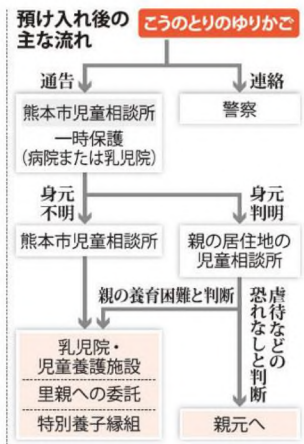 預け入れ後の
主な流れ
こうのとりのゆりかご
通告
連絡
熊本市児童相談所
一時保護
(病院または乳児院)
警察
身元
不明
身元
判明
熊本市児童相談所
親の居住地の
児童相談所
親の養育困難と判断
虐待などの
恐れなしと判断
乳児院・
児童養護施設
里親への委託
特別養子縁組
親元へ